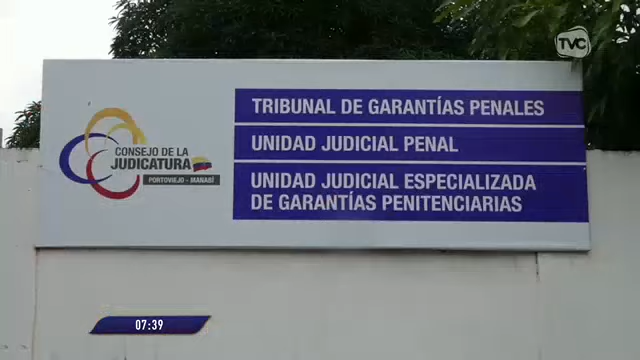 TVC
CONSEJO DE LA
JUDICATURA
PORTOVIEJO - MANABÍ
TRIBUNAL DE GARANTÍAS PENALES
UNIDAD JUDICIAL PENAL
UNIDAD JUDICIAL ESPECIALIZADA
DE GARANTÍAS PENITENCIARIAS
07:39